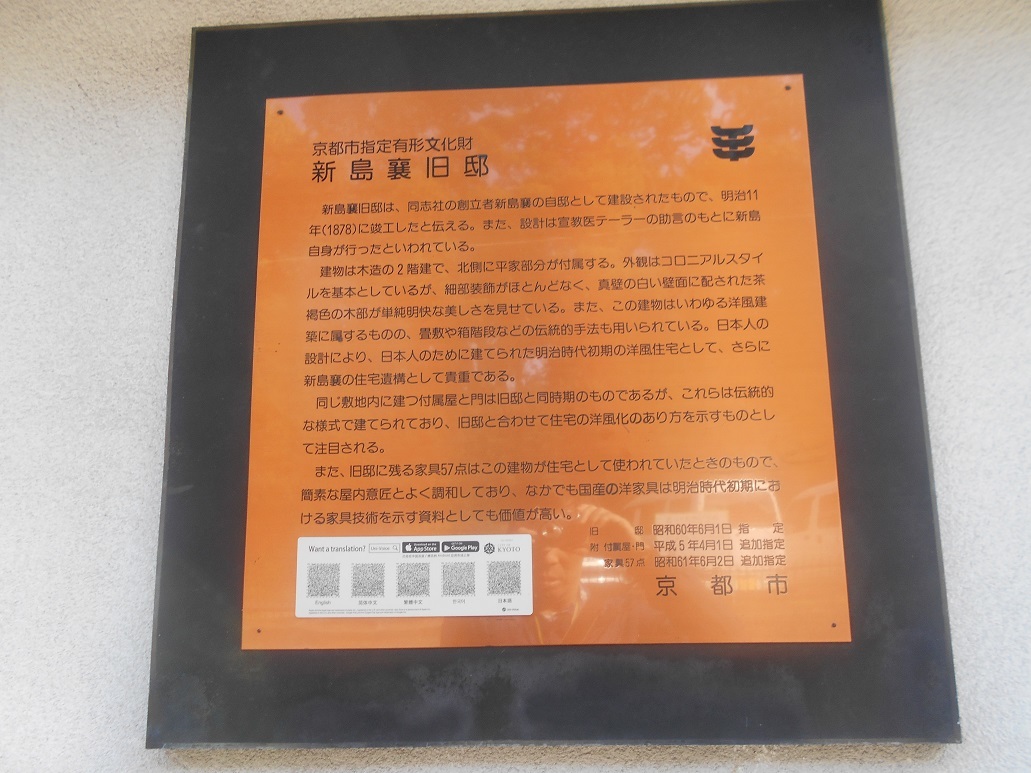 京都市指定有形文化財
新島襄旧邸
新島襄旧邸は、同志社の創立者新島襄の自邸として建設されたもので、明治11
年(1878)に竣工したと伝える。また、設計は宣教医テーラーの助言のもとに新島
自身が行ったといわれている。
建物は木造の2階建で、北側に平家部分が付属する。外観はコロニアルスタイ
ルを基本としているが、細部装飾がほとんどなく、真壁の白い壁面に配された茶
褐色の木部が単純明快な美しさを見せている。また、この建物はいわゆる洋風建
築に属するものの、畳敷や箱階段などの伝統的手法も用いられている。日本人の
設計により、日本人のために建てられた明治時代初期の洋風住宅として、さらに
新島襄の住宅遺構として貴重である。
同じ敷地内に建つ付属屋と門は旧邸と同時期のものであるが、これらは伝統的
な様式で建てられており、旧邸と合わせて住宅の洋風化のあり方を示すものとし
て注目される。
また、旧邸に残る家具57点はこの建物が住宅として使われていたときのもので、
簡素な屋内意匠とよく調和しており、なかでも国産の洋家具は明治時代初期にお
ける家具技術を示す資料としても価値が高い。
旧 邸 昭和60年6月1日 指 定
附 付属屋・門 平成5年4月1日 追加指定
家具57点 昭和61年6月2日 追加指定
京都市
Want a translation? App Store Google Play KYOTO
English 简体中文 繁體中文 한국어 日本語